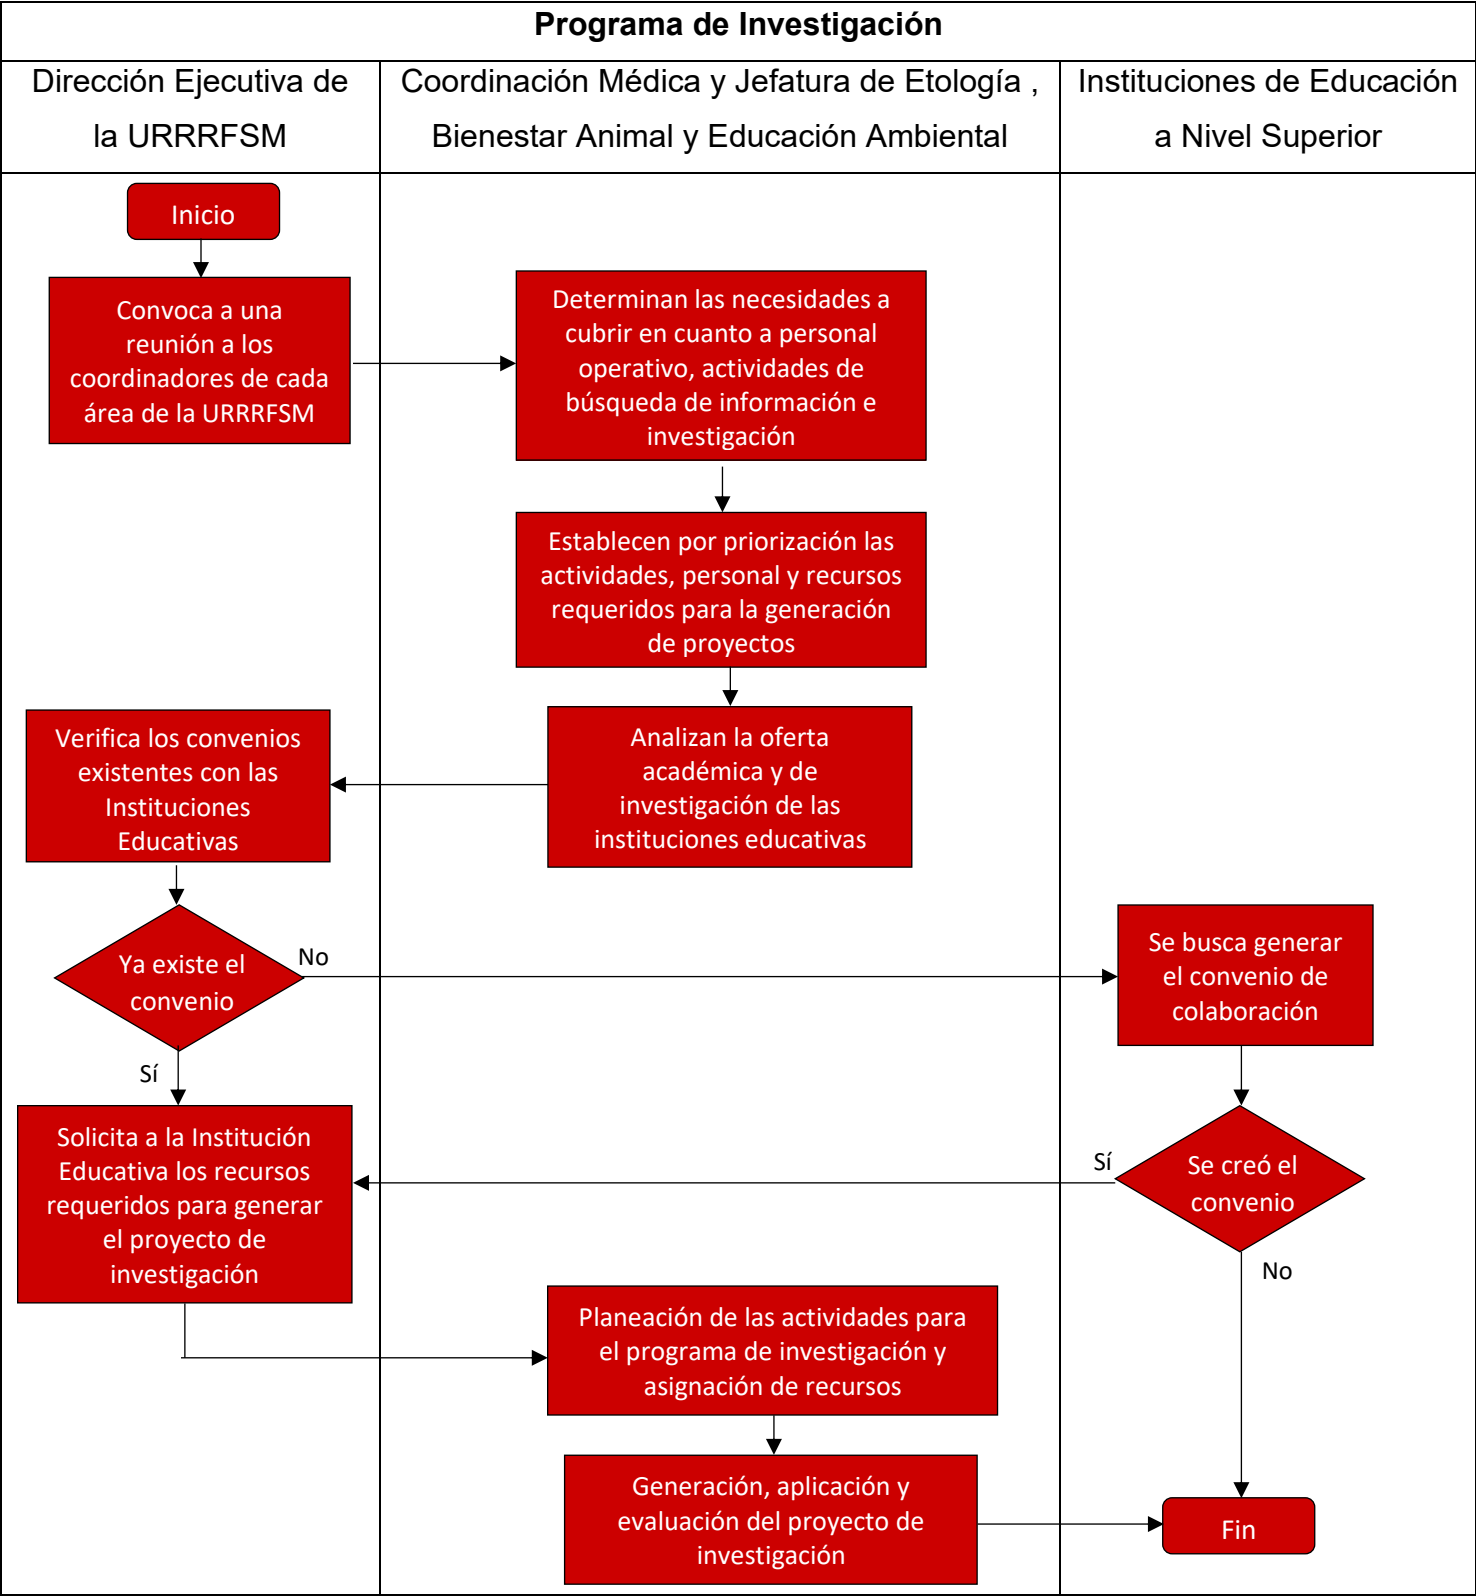 Programa de Investigación
Dirección Ejecutiva de
la URRRFSM
Coordinación Médica y Jefatura de Etología ,
Bienestar Animal y Educación Ambiental
Instituciones de Educación
a Nivel Superior
Inicio
Convoca a una
reunión a los
coordinadores de cada
área de la URRRFSM
Determinan las necesidades a
cubrir en cuanto a personal
operativo, actividades de
búsqueda de información e
investigación
Establecen por priorización las
actividades, personal y recursos
requeridos para la generación
de proyectos
Analizan la oferta
académica y de
investigación de las
instituciones educativas
Verifica los convenios
existentes con las
Instituciones
Educativas
Ya existe el
convenio
No
Se busca generar
el convenio de
colaboración
Sí
Solicita a la Institución
Educativa los recursos
requeridos para generar
el proyecto de
investigación
Sí
Se creó el
convenio
No
Planeación de las actividades para
el programa de investigación y
asignación de recursos
Generación, aplicación y
evaluación del proyecto de
investigación
Fin